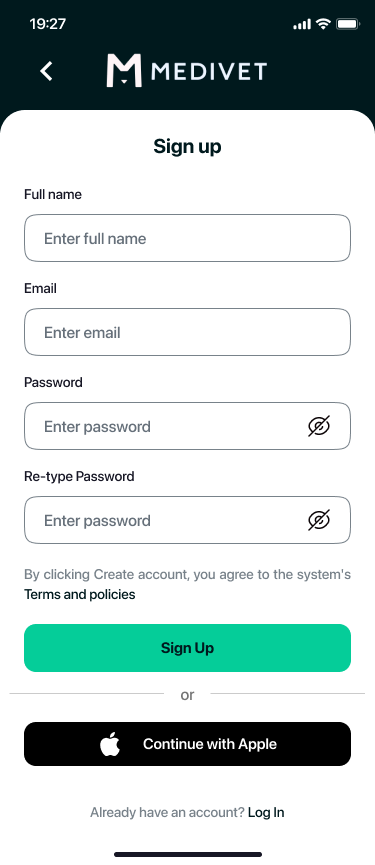 19:27
MEDIVET
Sign up
Full name
Enter full name
Email
Enter email
Password
Enter password
Re-type Password
Enter password
By clicking Create account, you agree to the system's
Terms and policies
Sign Up
or
Continue with Apple
Already have an account? Log In